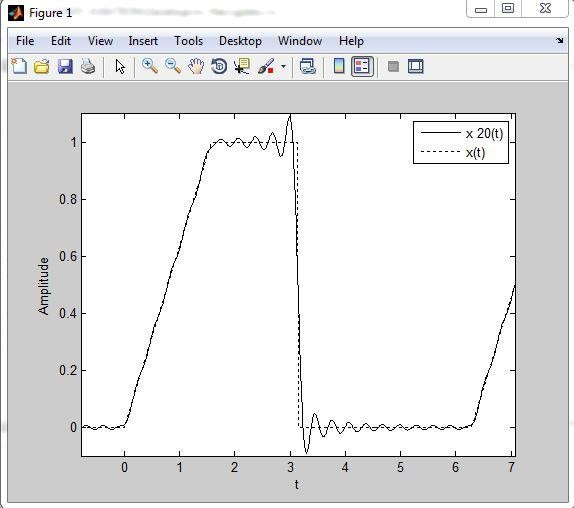 Figure 1
File Edit View Insert Tools Desktop Window Help
x 20(t)
x(t)
1
0.8
0.6
0.4
0.2
0
Amplitude
0 1 2 3 4 5 6 7
t